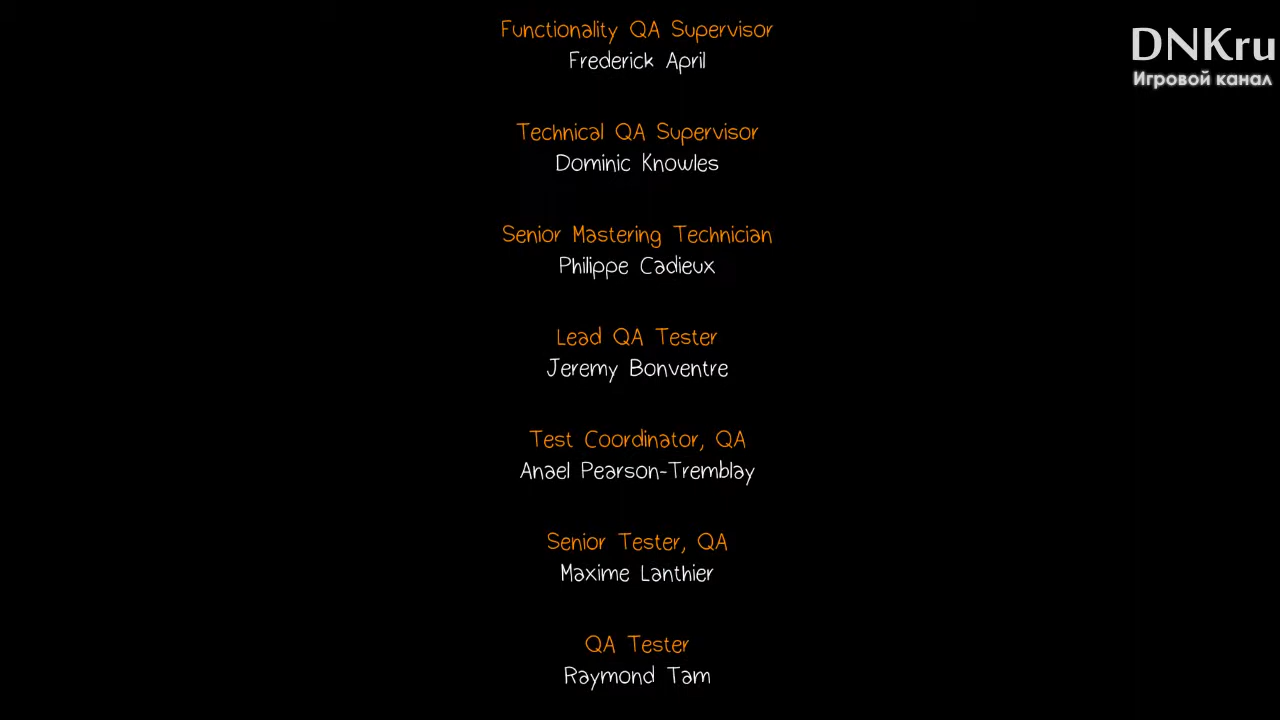 Functionality QA Supervisor
Frederick April
Technical QA Supervisor
Dominic Knowles
Senior Mastering Technician
Philippe Cadieux
Lead QA Tester
Jeremy Bonventre
Test Coordinator, QA
Anael Pearson-Tremblay
Senior Tester, QA
Maxime Lanthier
QA Tester
Raymond Tam
DNKru
Игровой канал